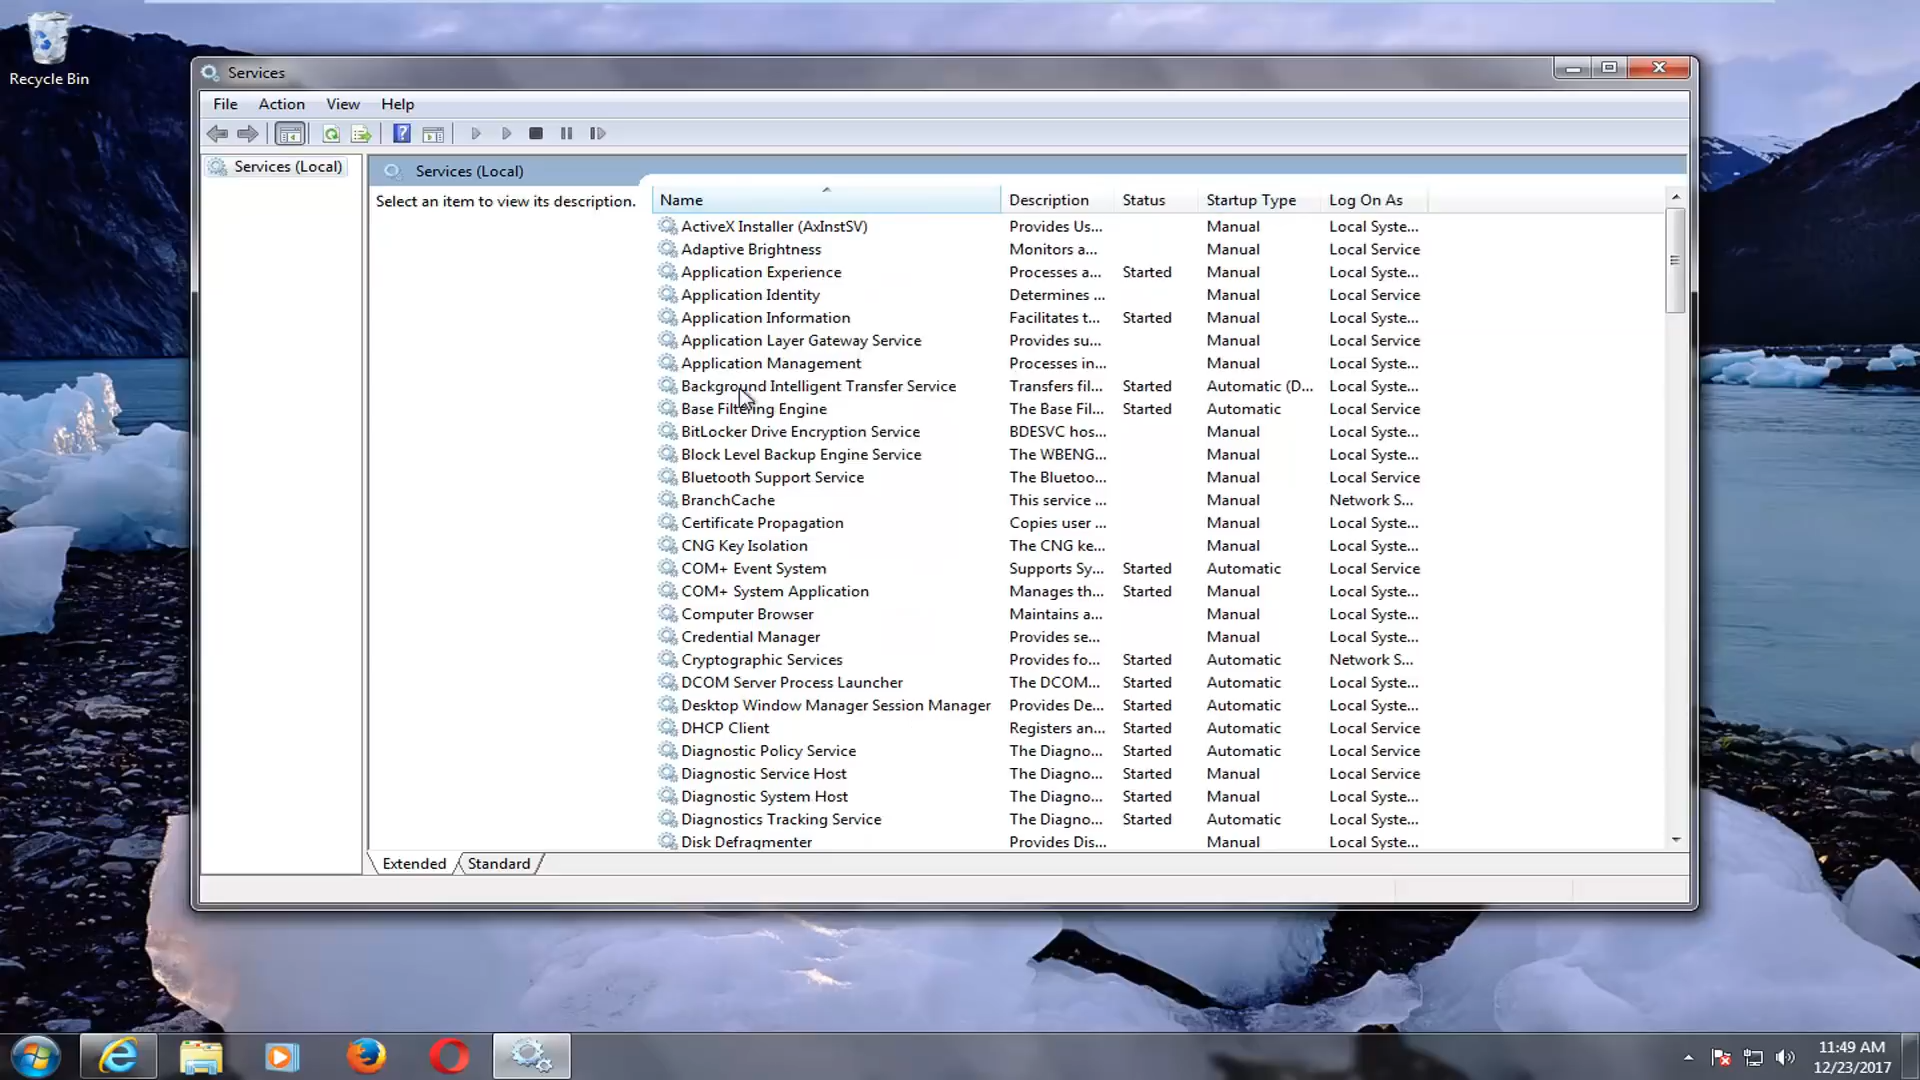 Recycle Bin
Services
File Action View Help
Services (Local)
Services (Local)
Select an item to view its description.
Name Description Status Startup Type Log On As
ActiveX Installer (AxInstSV) Provides Us... Manual Local Syste...
Adaptive Brightness Monitors a... Manual Local Service
Application Experience Processes a... Started Manual Local Syste...
Application Identity Determines ... Manual Local Service
Application Information Facilitates t... Started Manual Local Syste...
Application Layer Gateway Service Provides su... Manual Local Service
Application Management Processes in... Manual Local Syste...
Background Intelligent Transfer Service Transfers fil... Started Automatic (D... Local Syste...
Base Filtering Engine The Base Fil... Started Automatic Local Service
BitLocker Drive Encryption Service BDESVC hos... Manual Local Syste...
Block Level Backup Engine Service The WBENG... Manual Local Syste...
Bluetooth Support Service The Bluetoo... Manual Local Service
BranchCache This service ... Manual Network S...
Certificate Propagation Copies user ... Manual Local Syste...
CNG Key Isolation The CNG ke... Manual Local Syste...
COM+ Event System Supports Sy... Started Automatic Local Service
COM+ System Application Manages th... Started Manual Local Syste...
Computer Browser Maintains a... Manual Local Syste...
Credential Manager Provides se... Manual Local Syste...
Cryptographic Services Provides fo... Started Automatic Network S...
DCOM Server Process Launcher The DCOM... Started Automatic Local Syste...
Desktop Window Manager Session Manager Provides De... Started Automatic Local Syste...
DHCP Client Registers an... Started Automatic Local Service
Diagnostic Policy Service The Diagno... Started Automatic Local Service
Diagnostic Service Host The Diagno... Started Manual Local Service
Diagnostic System Host The Diagno... Started Manual Local Syste...
Diagnostics Tracking Service The Diagno... Started Automatic Local Syste...
Disk Defragmenter Provides Dis... Manual Local Syste...
Extended Standard
11:49 AM
12/23/2017